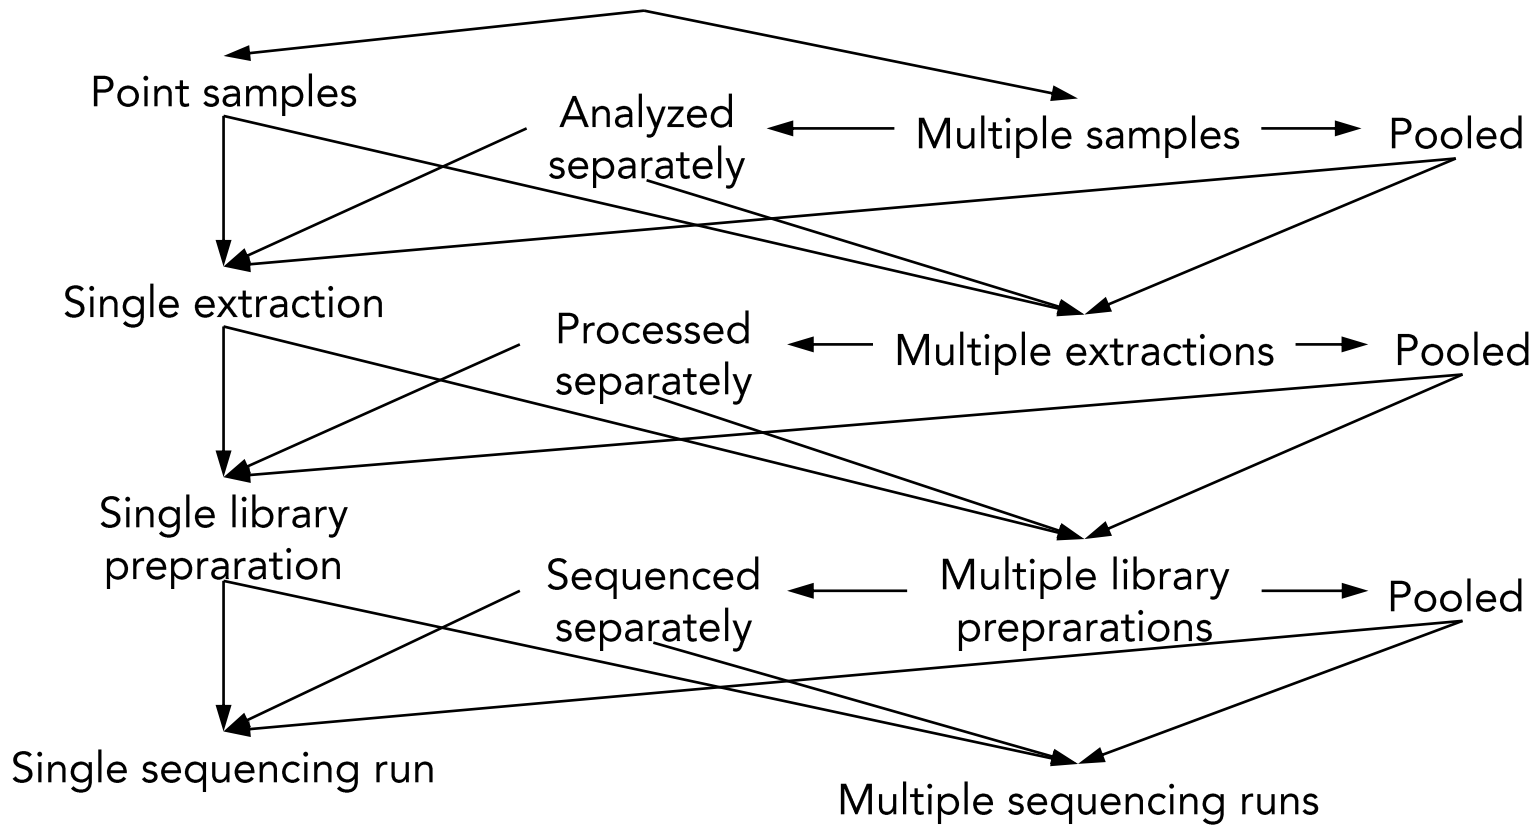 Point samples
Analyzed
separately
Multiple samples
Pooled
Single extraction
Processed
separately
Multiple extractions
Pooled
Single library
prepraration
Sequenced
separately
Multiple library
preprarations
Pooled
Single sequencing run
Multiple sequencing runs